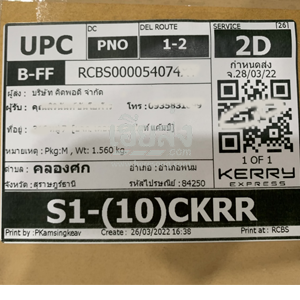 DC DEL ROUTE SERVICE (26)
UPC PNO 1-2 2D
B-FF RCBS000054074 กำหนดส่ง
จ.28/03/22
ผู้ส่ง : บริษัท คิดพอดี จำกัด
ผู้รับ : โทร :
ที่อยู่ :
หมายเหตุ : Pkg:M , Wt: 1.560 kg
1 OF 1
ตำบล : คลองศก อำเภอ : อำเภอพนม
KERRY
EXPRESS
จังหวัด : สุราษฎร์ธานี รหัสไปรษณีย์ : 84250
S1-(10)CKRR
Print by : PKamsingkeav Create : 26/03/2022 16:38 Print at : RCBS